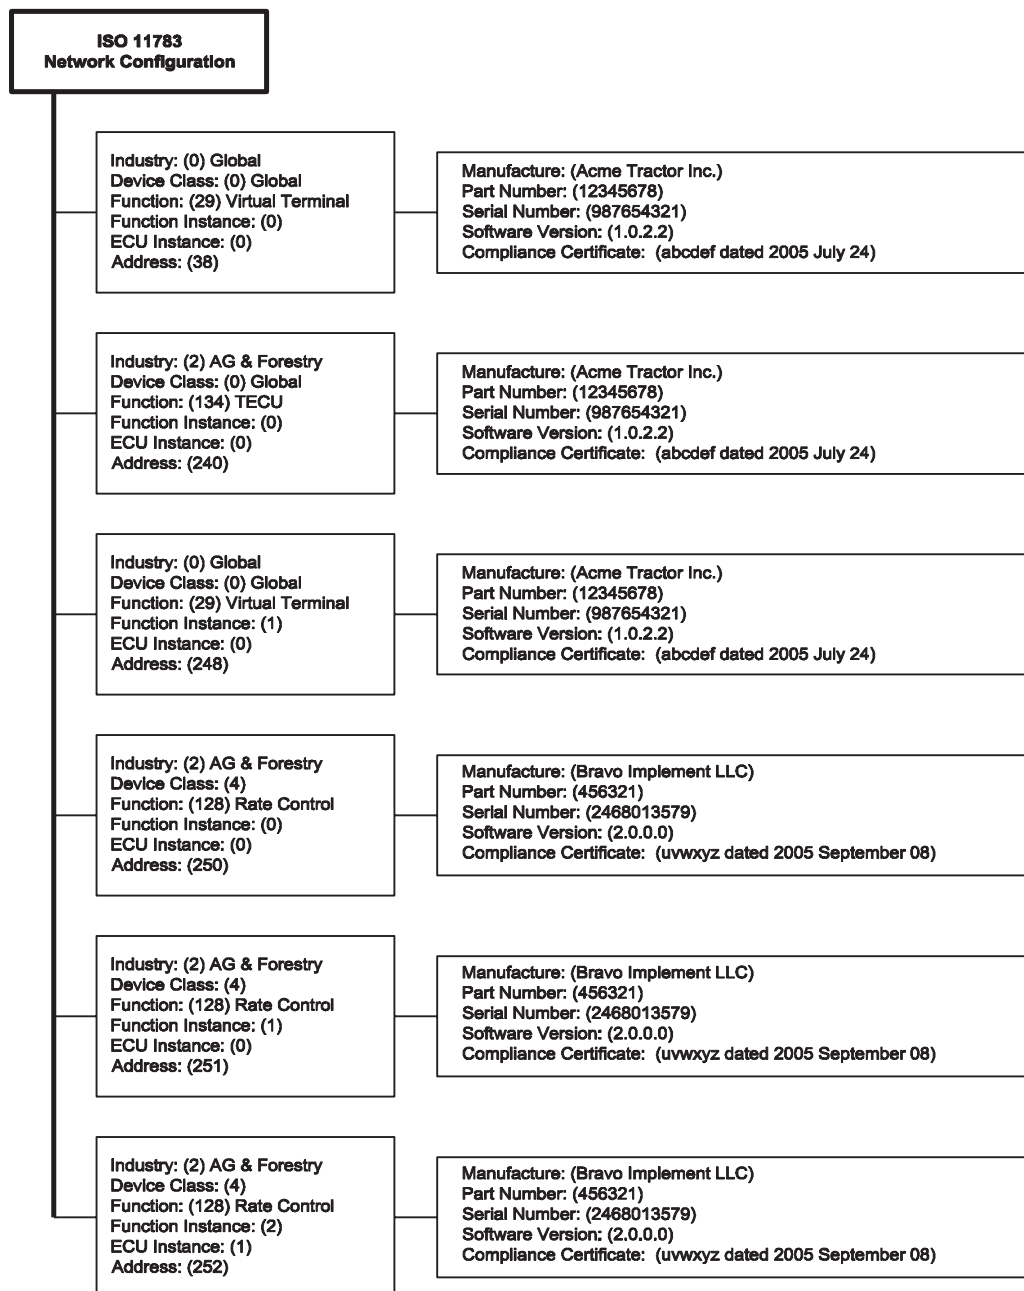 ISO 11783
Network Configuration
Industry: (0) Global
Device Class: (0) Global
Function: (29) Virtual Terminal
Function Instance: (0)
ECU Instance: (0)
Address: (38)
Manufacture: (Acme Tractor Inc.)
Part Number: (12345678)
Serial Number: (987654321)
Software Version: (1.0.2.2)
Compliance Certificate: (abcdef dated 2005 July 24)
Industry: (2) AG & Forestry
Device Class: (0) Global
Function: (134) TECU
Function Instance: (0)
ECU Instance: (0)
Address: (240)
Manufacture: (Acme Tractor Inc.)
Part Number: (12345678)
Serial Number: (987654321)
Software Version: (1.0.2.2)
Compliance Certificate: (abcdef dated 2005 July 24)
Industry: (0) Global
Device Class: (0) Global
Function: (29) Virtual Terminal
Function Instance: (1)
ECU Instance: (0)
Address: (248)
Manufacture: (Acme Tractor Inc.)
Part Number: (12345678)
Serial Number: (987654321)
Software Version: (1.0.2.2)
Compliance Certificate: (abcdef dated 2005 July 24)
Industry: (2) AG & Forestry
Device Class: (4)
Function: (128) Rate Control
Function Instance: (0)
ECU Instance: (0)
Address: (250)
Manufacture: (Bravo Implement LLC)
Part Number: (456321)
Serial Number: (2468013579)
Software Version: (2.0.0.0)
Compliance Certificate: (uvwxyz dated 2005 September 08)
Industry: (2) AG & Forestry
Device Class: (4)
Function: (128) Rate Control
Function Instance: (1)
ECU Instance: (0)
Address: (251)
Manufacture: (Bravo Implement LLC)
Part Number: (456321)
Serial Number: (2468013579)
Software Version: (2.0.0.0)
Compliance Certificate: (uvwxyz dated 2005 September 08)
Industry: (2) AG & Forestry
Device Class: (4)
Function: (128) Rate Control
Function Instance: (2)
ECU Instance: (1)
Address: (252)
Manufacture: (Bravo Implement LLC)
Part Number: (456321)
Serial Number: (2468013579)
Software Version: (2.0.0.0)
Compliance Certificate: (uvwxyz dated 2005 September 08)